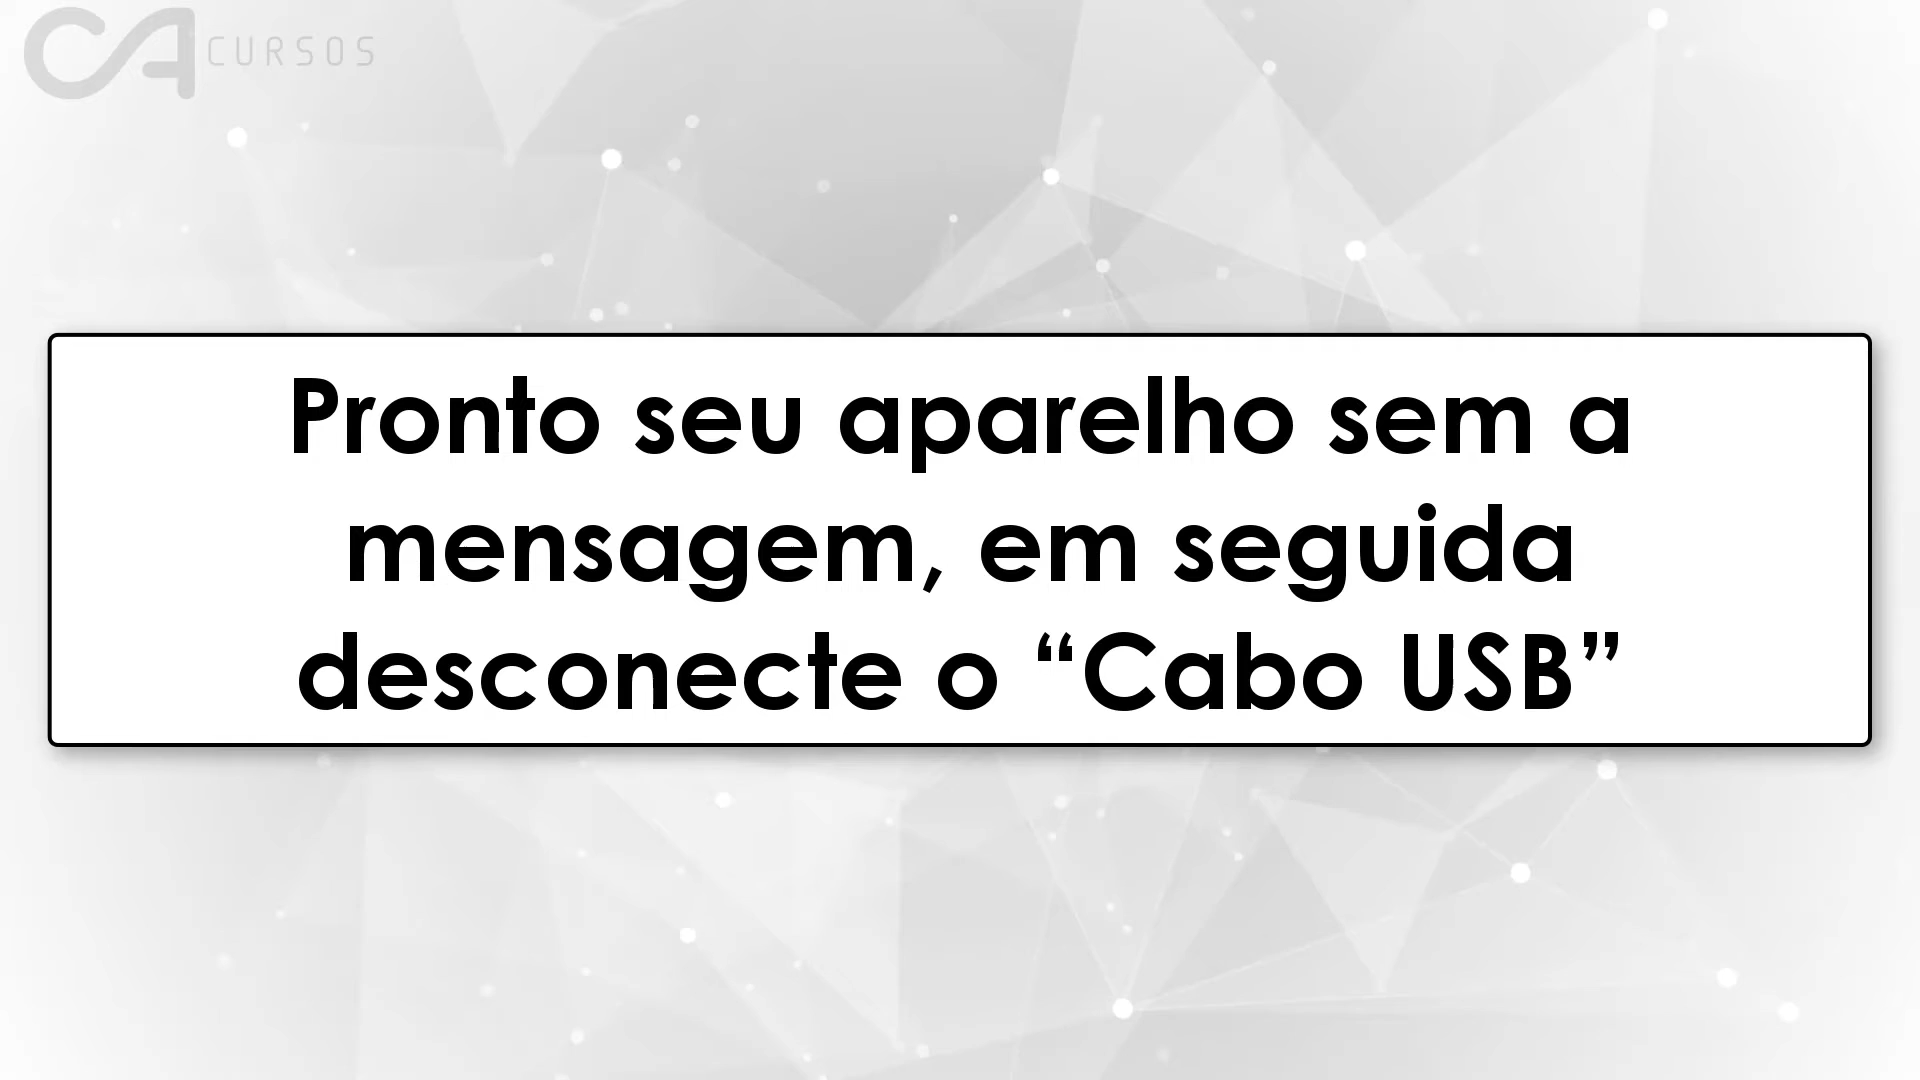 CA CURSOS
Pronto seu aparelho sem a
mensagem, em seguida
desconecte o “Cabo USB”